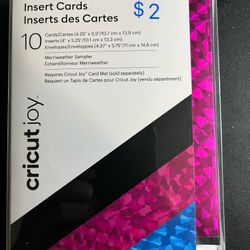 Insert Cards
Inserts des Cartes
$2
10 Cards/Cartes (4.25" x 5.5"/10.7 cm x 13.9 cm)
Inserts (4" x 5.25"/10.1 cm x 13.3 cm)
Envelopes/Enveloppes (4.37" x 5.75"/11 cm x 14.6 cm)
Merriweather Sampler
Échantillonneur Merriweather
Requires Cricut Joy™ Card Mat (sold separately)
Requiert un Tapis de Cartes pour Cricut Joy (vendu séparément)
cricut joy™